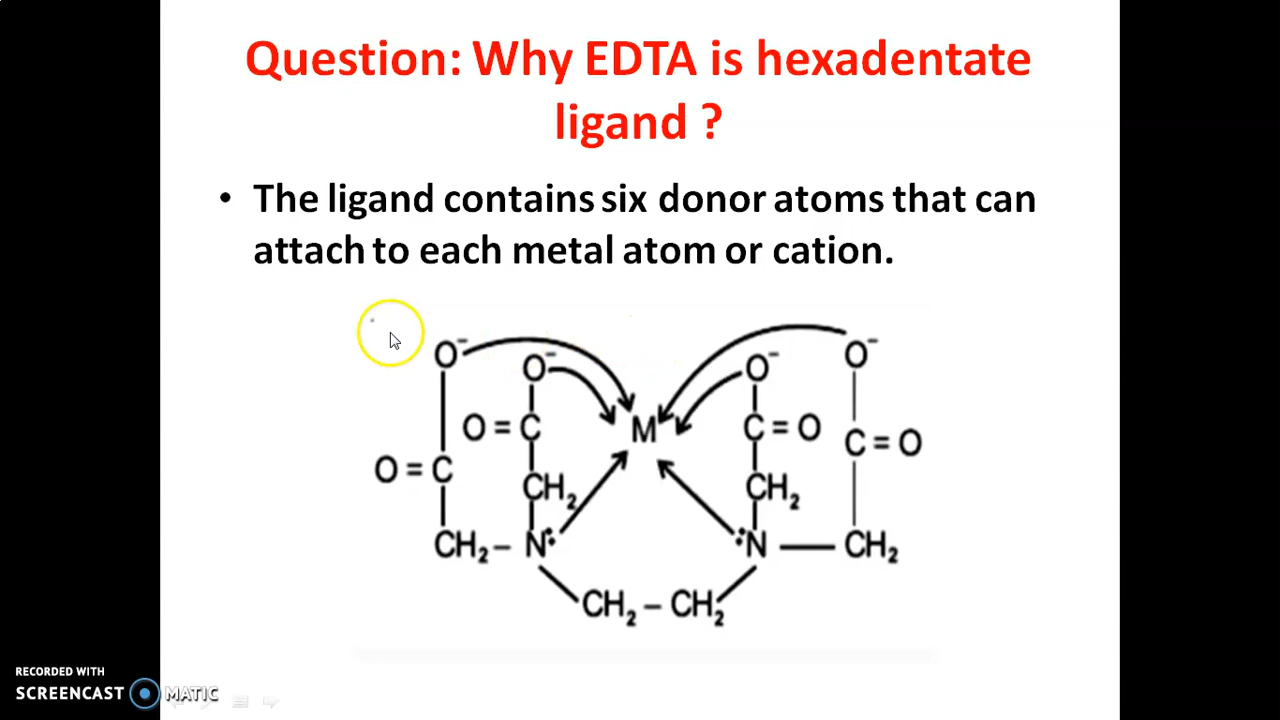 Question: Why EDTA is hexadentate
ligand ?
• The ligand contains six donor atoms that can
attach to each metal atom or cation.
O⁻ O⁻ O⁻ O⁻
O = C M C = O C = O
O = C
CH₂ CH₂
CH₂ – N: :N — CH₂
CH₂ – CH₂
RECORDED WITH
SCREENCAST MATIC